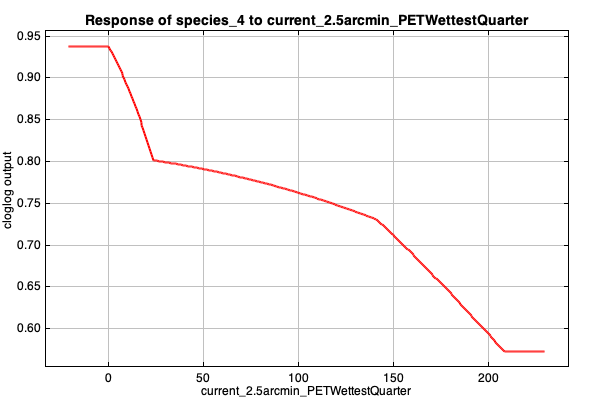 Response of species_4 to current_2.5arcmin_PETWettestQuarter
0.95
0.90
0.85
0.80
0.75
0.70
0.65
0.60
cloglog output
0 50 100 150 200
current_2.5arcmin_PETWettestQuarter